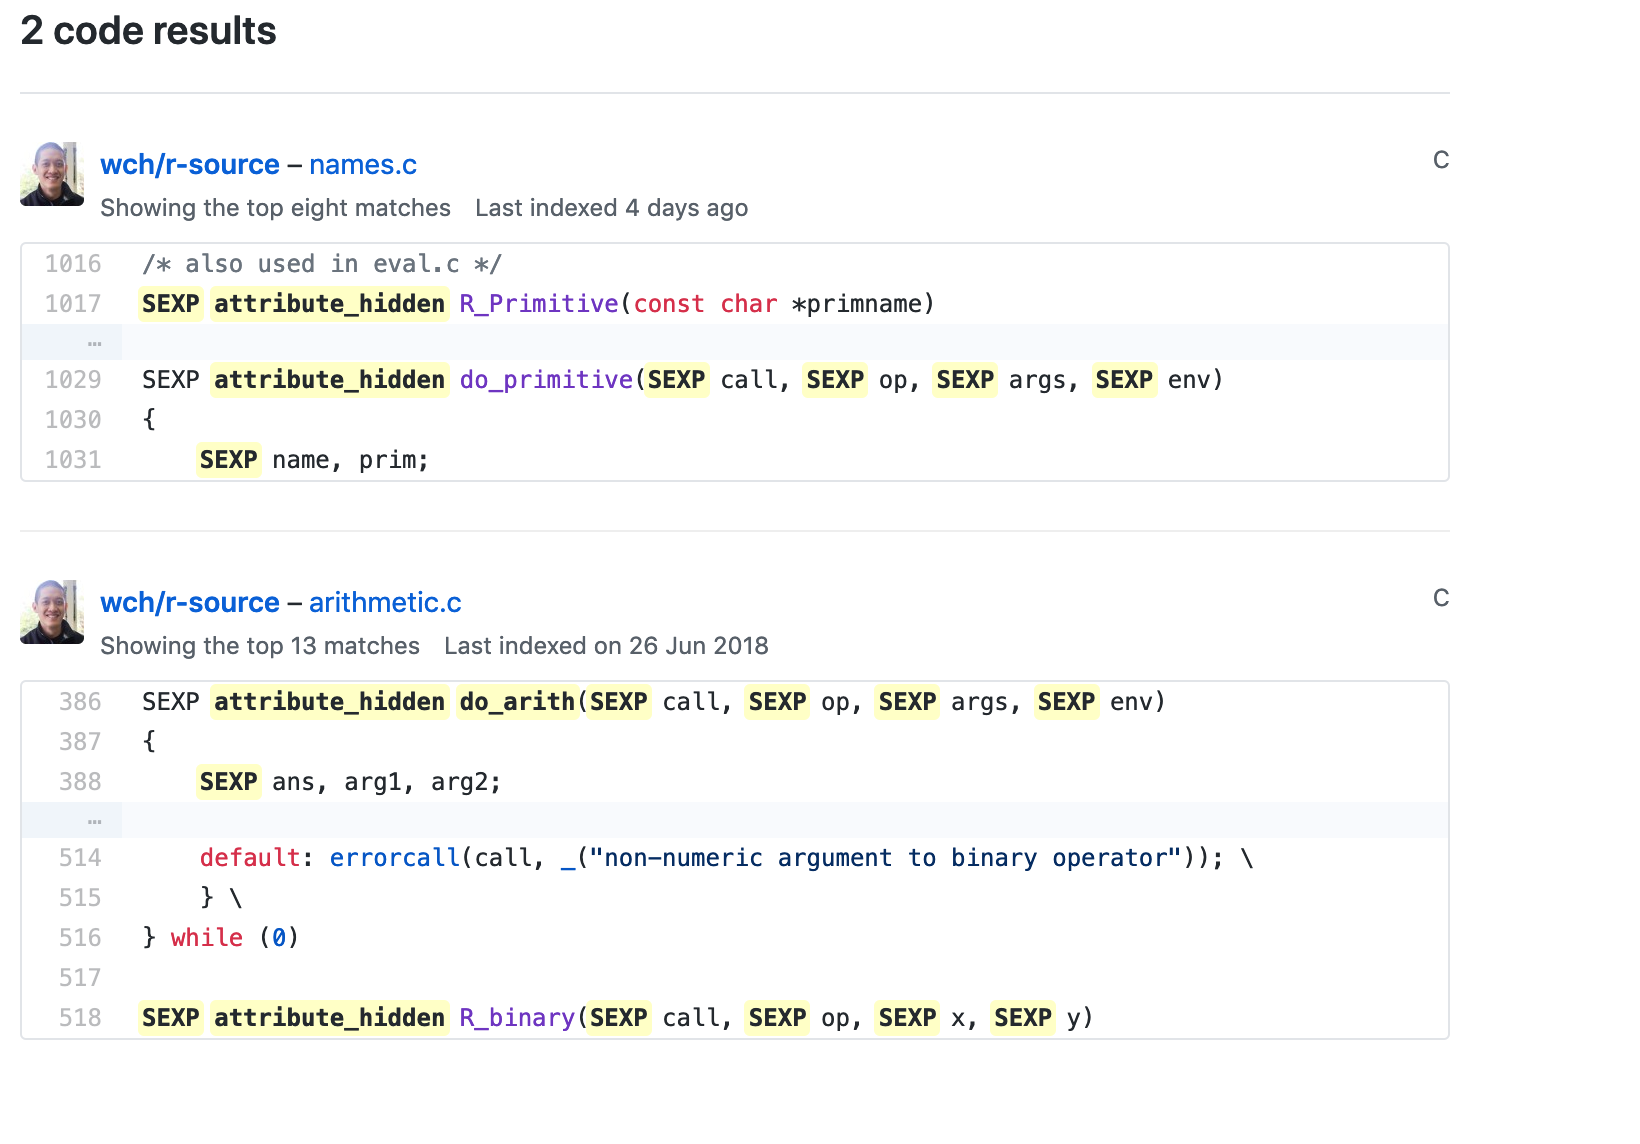 2 code results
wch/r-source – names.c
C
Showing the top eight matches Last indexed 4 days ago
1016 /* also used in eval.c */
1017 SEXP attribute_hidden R_Primitive(const char *primname)
…
1029 SEXP attribute_hidden do_primitive(SEXP call, SEXP op, SEXP args, SEXP env)
1030 {
1031 SEXP name, prim;
wch/r-source – arithmetic.c
C
Showing the top 13 matches Last indexed on 26 Jun 2018
386 SEXP attribute_hidden do_arith(SEXP call, SEXP op, SEXP args, SEXP env)
387 {
388 SEXP ans, arg1, arg2;
…
514 default: errorcall(call, _("non-numeric argument to binary operator")); \
515 } \
516 } while (0)
517
518 SEXP attribute_hidden R_binary(SEXP call, SEXP op, SEXP x, SEXP y)